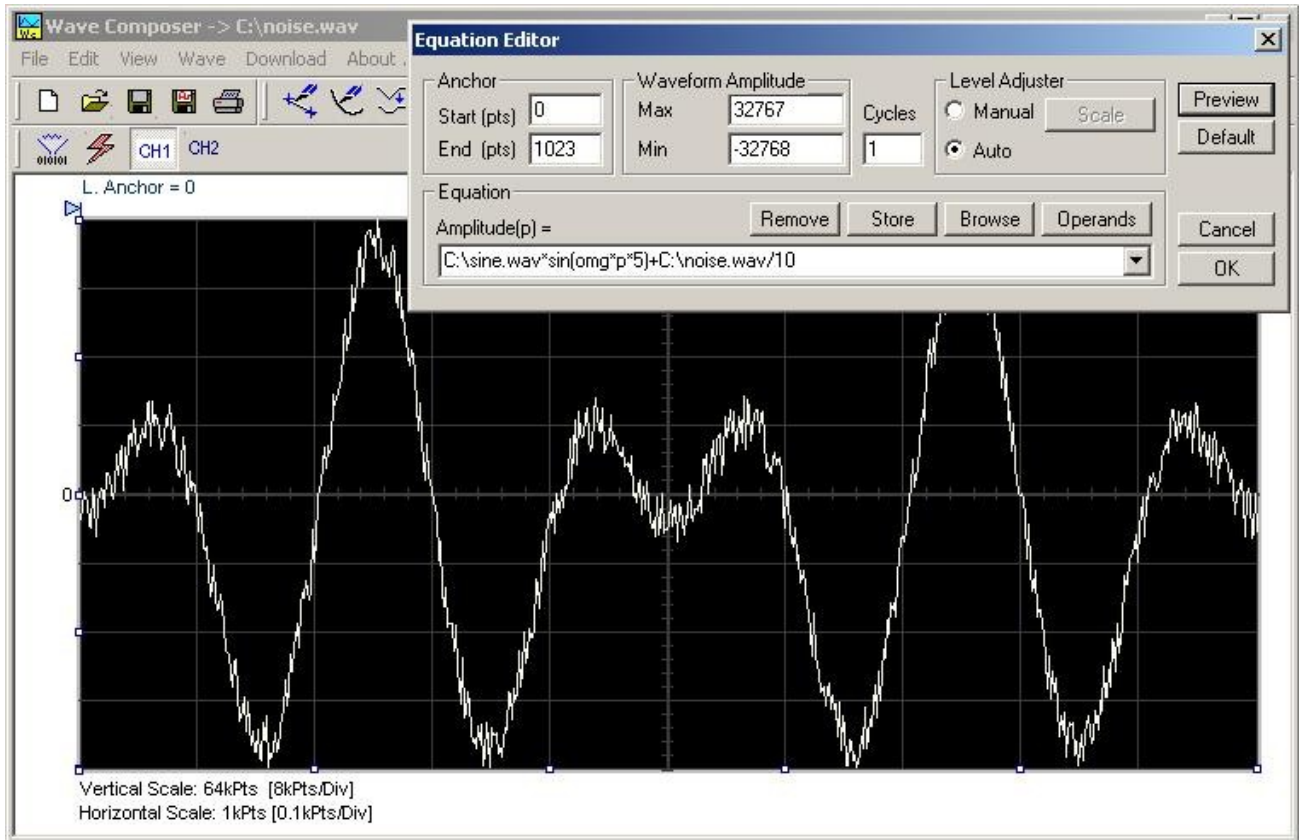 Wave Composer -> C:\noise.wav
File Edit View Wave Download About
CH1 CH2
L. Anchor = 0
Equation Editor
Anchor
Start (pts) 0
End (pts) 1023
Waveform Amplitude
Max 32767
Min -32768
Cycles
1
Level Adjuster
Manual Scale
Auto
Preview
Default
Cancel
OK
Equation
Amplitude(p) =
Remove Store Browse Operands
C:\sine.wav*sin(omg*p*5)+C:\noise.wav/10
0
Vertical Scale: 64kPts [8kPts/Div]
Horizontal Scale: 1kPts [0.1kPts/Div]